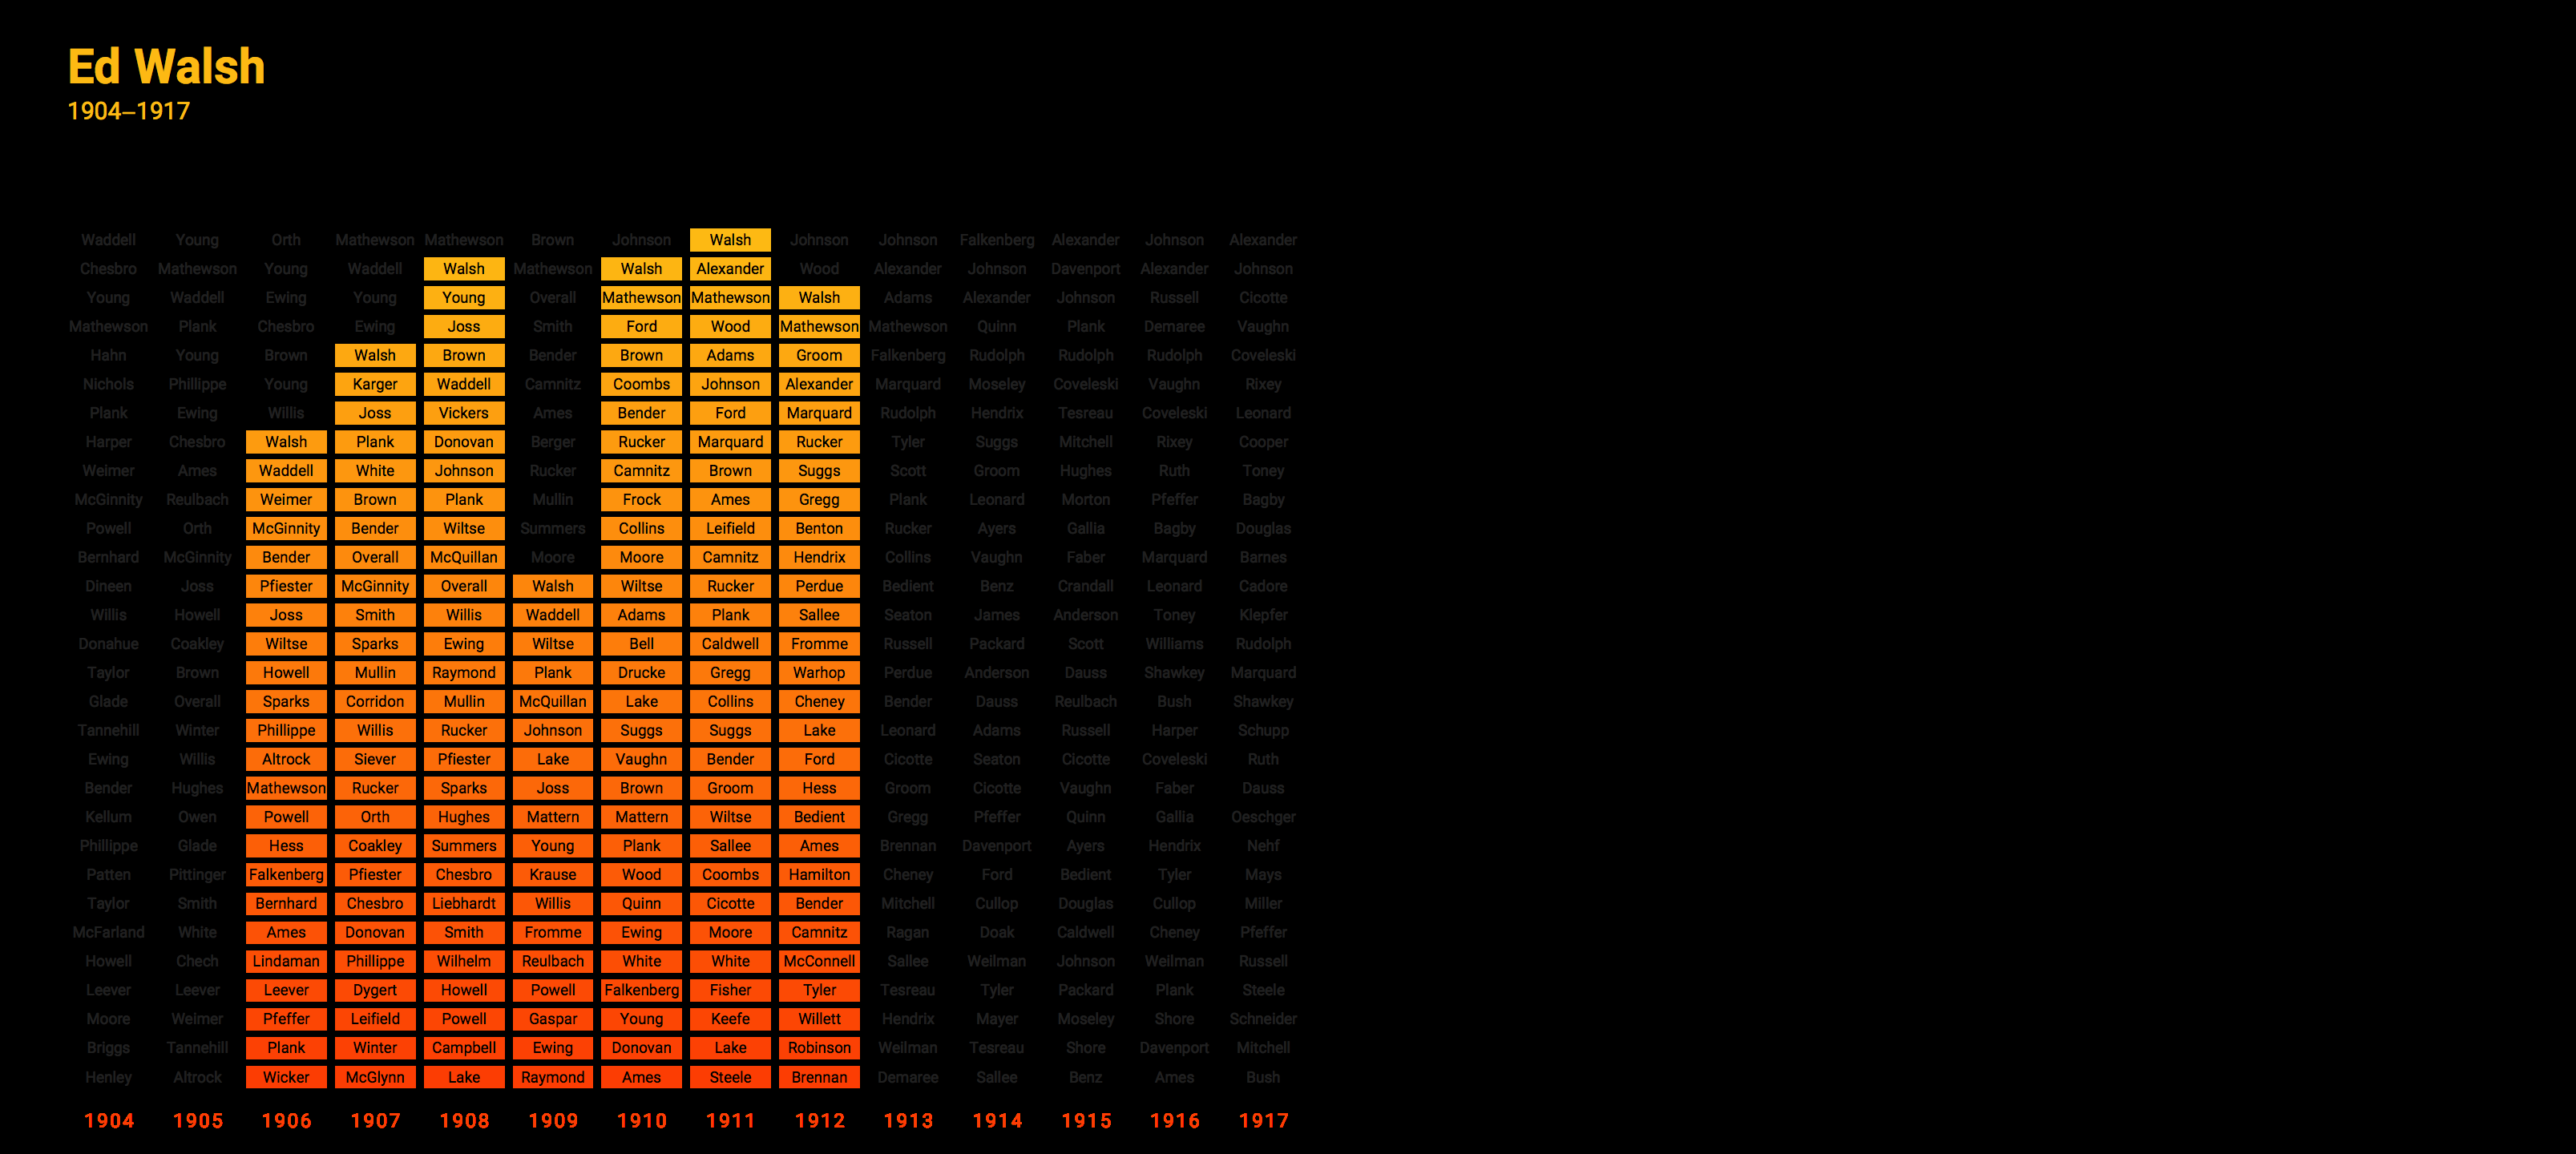 Ed Walsh
1904–1917
Waddell Young Orth Mathewson Mathewson Brown Johnson Walsh Johnson Johnson Falkenberg Alexander Johnson Alexander
Chesbro Mathewson Young Waddell Walsh Mathewson Walsh Alexander Wood Alexander Johnson Davenport Alexander Johnson
Young Waddell Ewing Young Young Overall Mathewson Mathewson Walsh Adams Alexander Johnson Russell Cicotte
Mathewson Plank Chesbro Ewing Joss Smith Ford Wood Mathewson Mathewson Quinn Plank Demaree Vaughn
Hahn Young Brown Walsh Brown Bender Brown Adams Groom Falkenberg Rudolph Rudolph Rudolph Coveleski
Nichols Phillippe Young Karger Waddell Camnitz Coombs Johnson Alexander Marquard Moseley Coveleski Vaughn Rixey
Plank Ewing Willis Joss Vickers Ames Bender Ford Marquard Rudolph Hendrix Tesreau Coveleski Leonard
Harper Chesbro Walsh Plank Donovan Berger Rucker Marquard Rucker Tyler Suggs Mitchell Rixey Cooper
Weimer Ames Waddell White Johnson Rucker Camnitz Brown Suggs Scott Groom Hughes Ruth Toney
McGinnity Reulbach Weimer Brown Plank Mullin Frock Ames Gregg Plank Leonard Morton Pfeffer Bagby
Powell Orth McGinnity Bender Wiltse Summers Collins Leifield Benton Rucker Ayers Gallia Bagby Douglas
Bernhard McGinnity Bender Overall McQuillan Moore Moore Camnitz Hendrix Collins Vaughn Faber Marquard Barnes
Dineen Joss Pfiester McGinnity Overall Walsh Wiltse Rucker Perdue Bedient Benz Crandall Leonard Cadore
Willis Howell Joss Smith Willis Waddell Adams Plank Sallee Seaton James Anderson Toney Klepfer
Donahue Coakley Wiltse Sparks Ewing Wiltse Bell Caldwell Fromme Russell Packard Scott Williams Rudolph
Taylor Brown Howell Mullin Raymond Plank Drucke Gregg Warhop Perdue Anderson Dauss Shawkey Marquard
Glade Overall Sparks Corridon Mullin McQuillan Lake Collins Cheney Bender Dauss Reulbach Bush Shawkey
Tannehill Winter Phillippe Willis Rucker Johnson Suggs Suggs Lake Leonard Adams Russell Harper Schupp
Ewing Willis Altrock Siever Pfiester Lake Vaughn Bender Ford Cicotte Seaton Cicotte Coveleski Ruth
Bender Hughes Mathewson Rucker Sparks Joss Brown Groom Hess Groom Cicotte Vaughn Faber Dauss
Kellum Owen Powell Orth Hughes Mattern Mattern Wiltse Bedient Gregg Pfeffer Quinn Gallia Oeschger
Phillippe Glade Hess Coakley Summers Young Plank Sallee Ames Brennan Davenport Ayers Hendrix Nehf
Patten Pittinger Falkenberg Pfiester Chesbro Krause Wood Coombs Hamilton Cheney Ford Bedient Tyler Mays
Taylor Smith Bernhard Chesbro Liebhardt Willis Quinn Cicotte Bender Mitchell Cullop Douglas Cullop Miller
McFarland White Ames Donovan Smith Fromme Ewing Moore Camnitz Ragan Doak Caldwell Cheney Pfeffer
Howell Chech Lindaman Phillippe Wilhelm Reulbach White White McConnell Sallee Weilman Johnson Weilman Russell
Leever Leever Leever Dygert Howell Powell Falkenberg Fisher Tyler Tesreau Tyler Packard Plank Steele
Moore Weimer Pfeffer Leifield Powell Gaspar Young Keefe Willett Hendrix Mayer Moseley Shore Schneider
Briggs Tannehill Plank Winter Campbell Ewing Donovan Lake Robinson Weilman Tesreau Shore Davenport Mitchell
Henley Altrock Wicker McGlynn Lake Raymond Ames Steele Brennan Demaree Sallee Benz Ames Bush
1904 1905 1906 1907 1908 1909 1910 1911 1912 1913 1914 1915 1916 1917